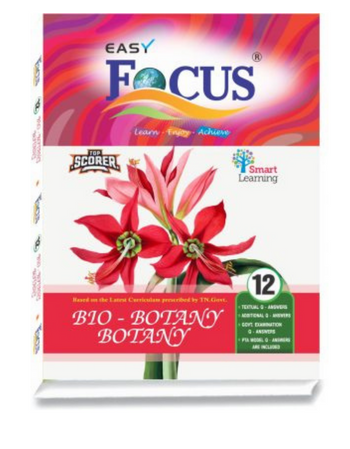 EASY
FOCUS®
Learn - Enjoy - Achieve
TOP
SCORER
Smart
Learning
Based on the Latest Curriculum prescribed by TN.Govt.
BIO - BOTANY
BOTANY
12
• TEXTUAL Q - ANSWERS
• ADDITIONAL Q - ANSWERS
• GOVT. EXAMINATION
Q - ANSWERS
• PTA MODEL Q - ANSWERS
ARE INCLUDED